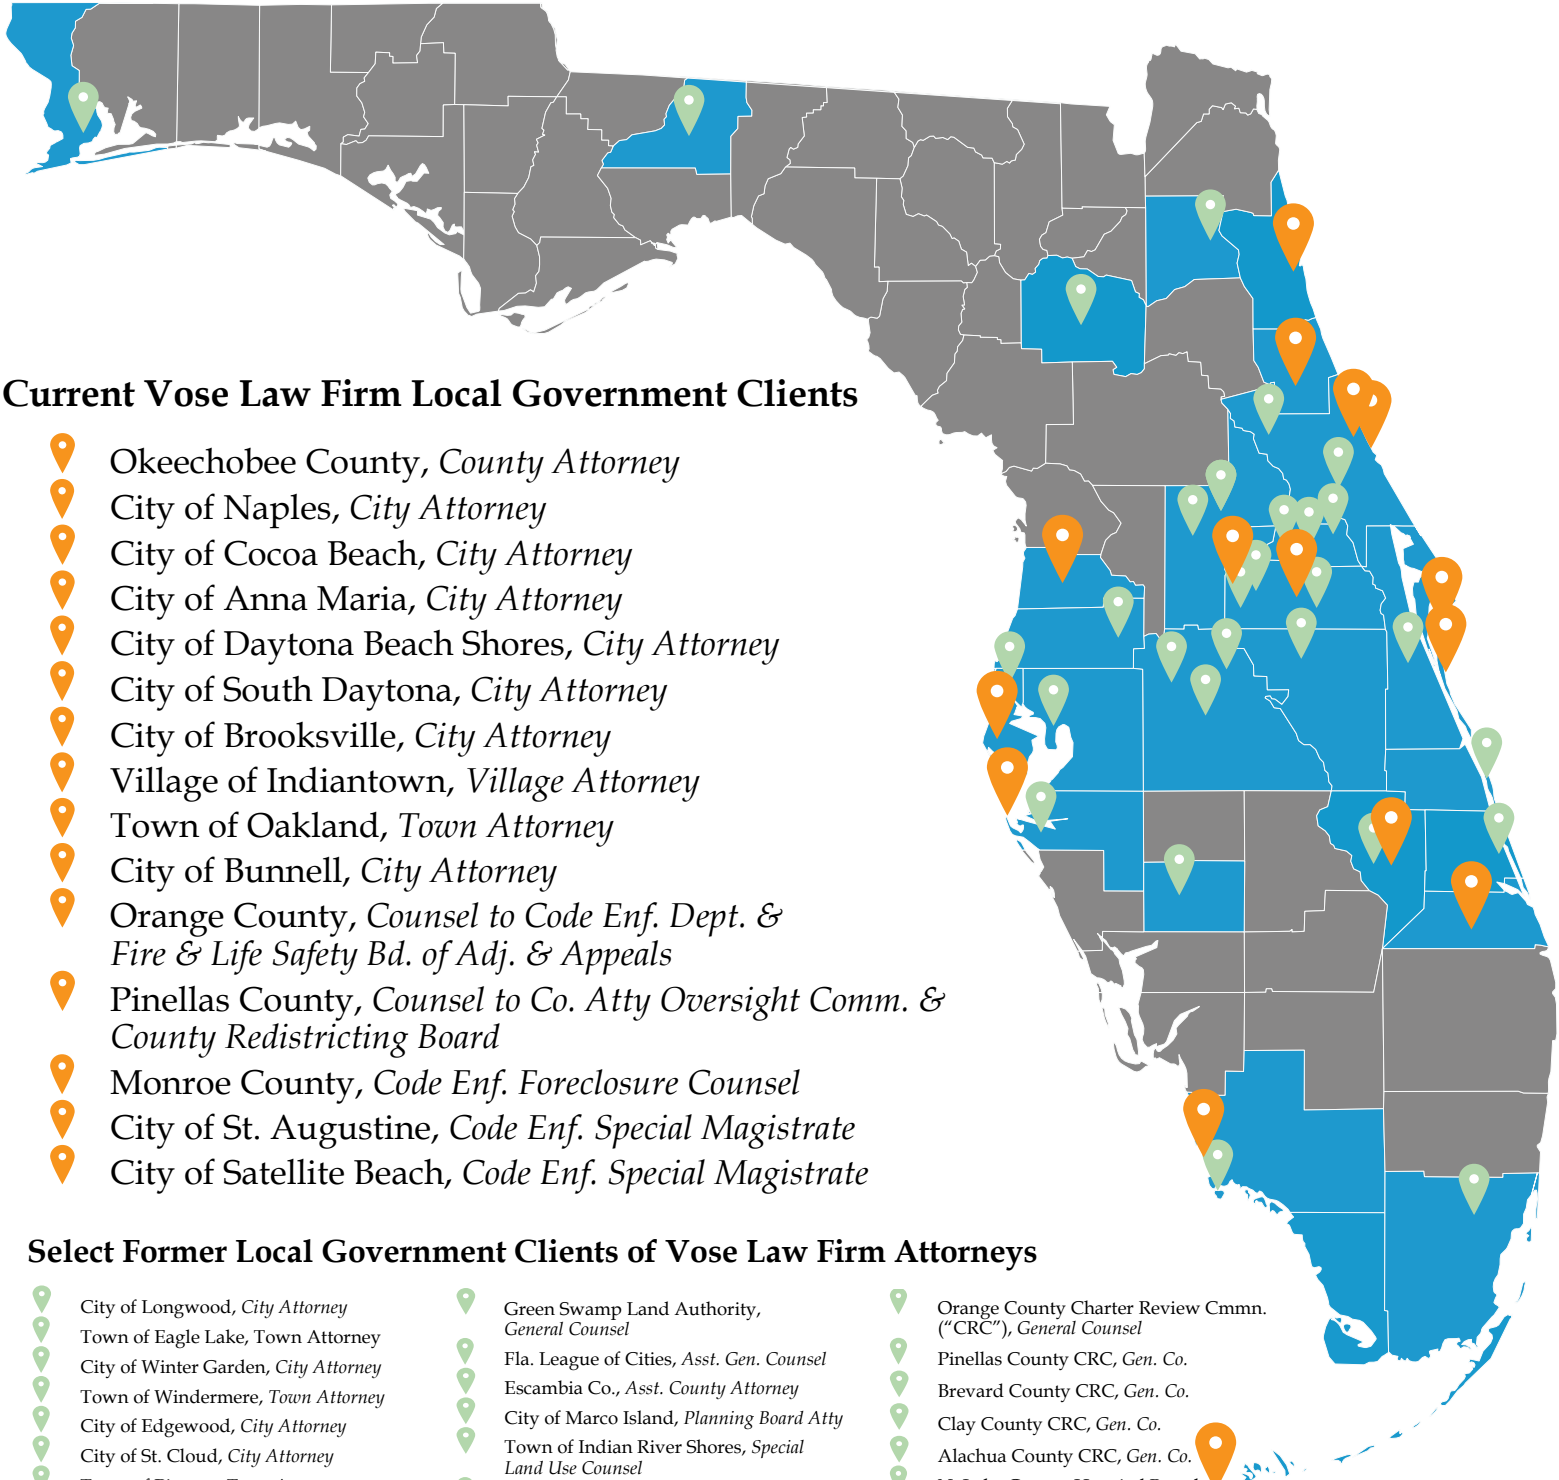 Current Vose Law Firm Local Government Clients
Okeechobee County, County Attorney
City of Naples, City Attorney
City of Cocoa Beach, City Attorney
City of Anna Maria, City Attorney
City of Daytona Beach Shores, City Attorney
City of South Daytona, City Attorney
City of Brooksville, City Attorney
Village of Indiantown, Village Attorney
Town of Oakland, Town Attorney
City of Bunnell, City Attorney
Orange County, Counsel to Code Enf. Dept. &
Fire & Life Safety Bd. of Adj. & Appeals
Pinellas County, Counsel to Co. Atty Oversight Comm. &
County Redistricting Board
Monroe County, Code Enf. Foreclosure Counsel
City of St. Augustine, Code Enf. Special Magistrate
City of Satellite Beach, Code Enf. Special Magistrate
Select Former Local Government Clients of Vose Law Firm Attorneys
City of Longwood, City Attorney
Town of Eagle Lake, Town Attorney
City of Winter Garden, City Attorney
Town of Windermere, Town Attorney
City of Edgewood, City Attorney
City of St. Cloud, City Attorney
Green Swamp Land Authority,
General Counsel
Fla. League of Cities, Asst. Gen. Counsel
Escambia Co., Asst. County Attorney
City of Marco Island, Planning Board Atty
Town of Indian River Shores, Special
Land Use Counsel
Orange County Charter Review Cmmn.
("CRC"), General Counsel
Pinellas County CRC, Gen. Co.
Brevard County CRC, Gen. Co.
Clay County CRC, Gen. Co.
Alachua County CRC, Gen. Co.